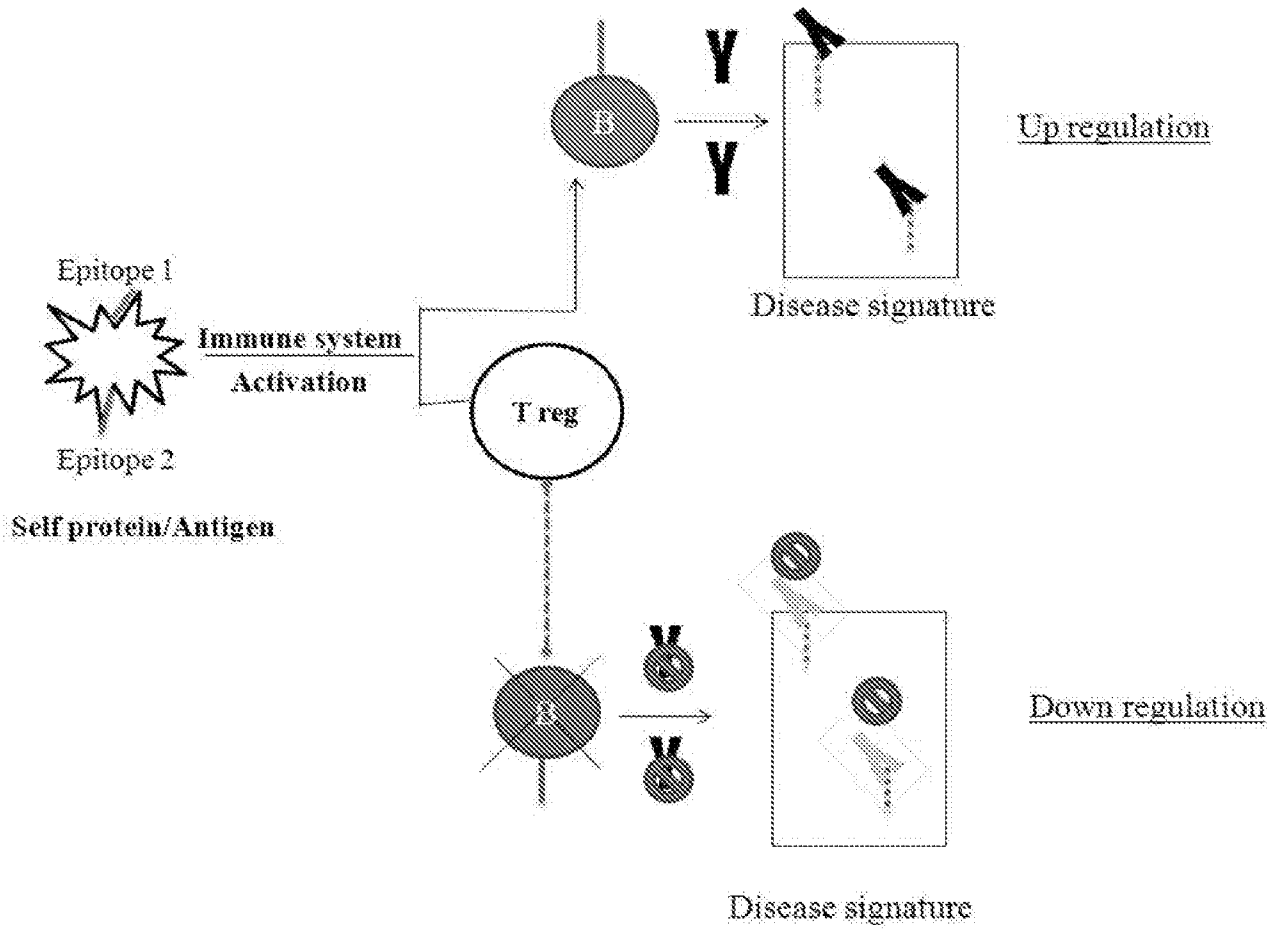 B
Up regulation
Disease signature
Epitope 1
Immune system
Activation
T reg
Epitope 2
Self protein/Antigen
B
Down regulation
Disease signature